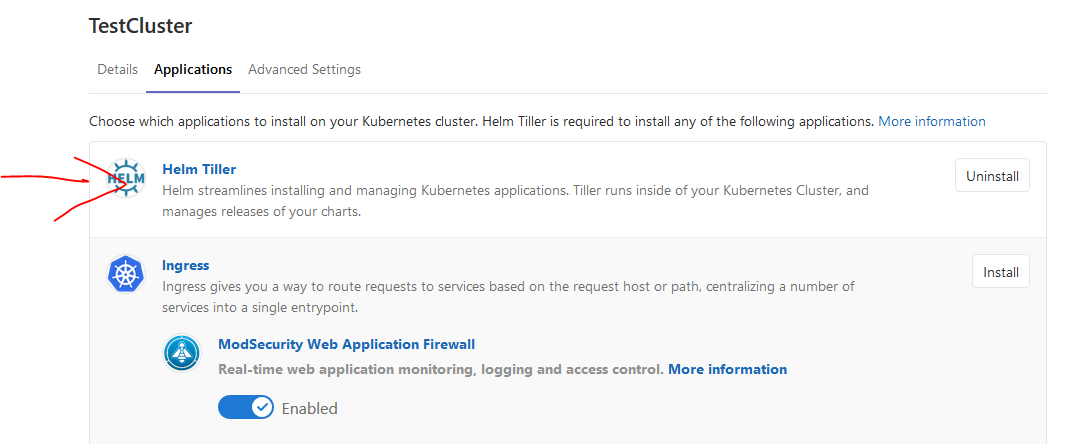 TestCluster
Details Applications Advanced Settings
Choose which applications to install on your Kubernetes cluster. Helm Tiller is required to install any of the following applications. More information
HELM
Helm Tiller
Helm streamlines installing and managing Kubernetes applications. Tiller runs inside of your Kubernetes Cluster, and
manages releases of your charts.
Uninstall
Ingress
Ingress gives you a way to route requests to services based on the request host or path, centralizing a number of
services into a single entrypoint.
Install
ModSecurity Web Application Firewall
Real-time web application monitoring, logging and access control. More information
Enabled